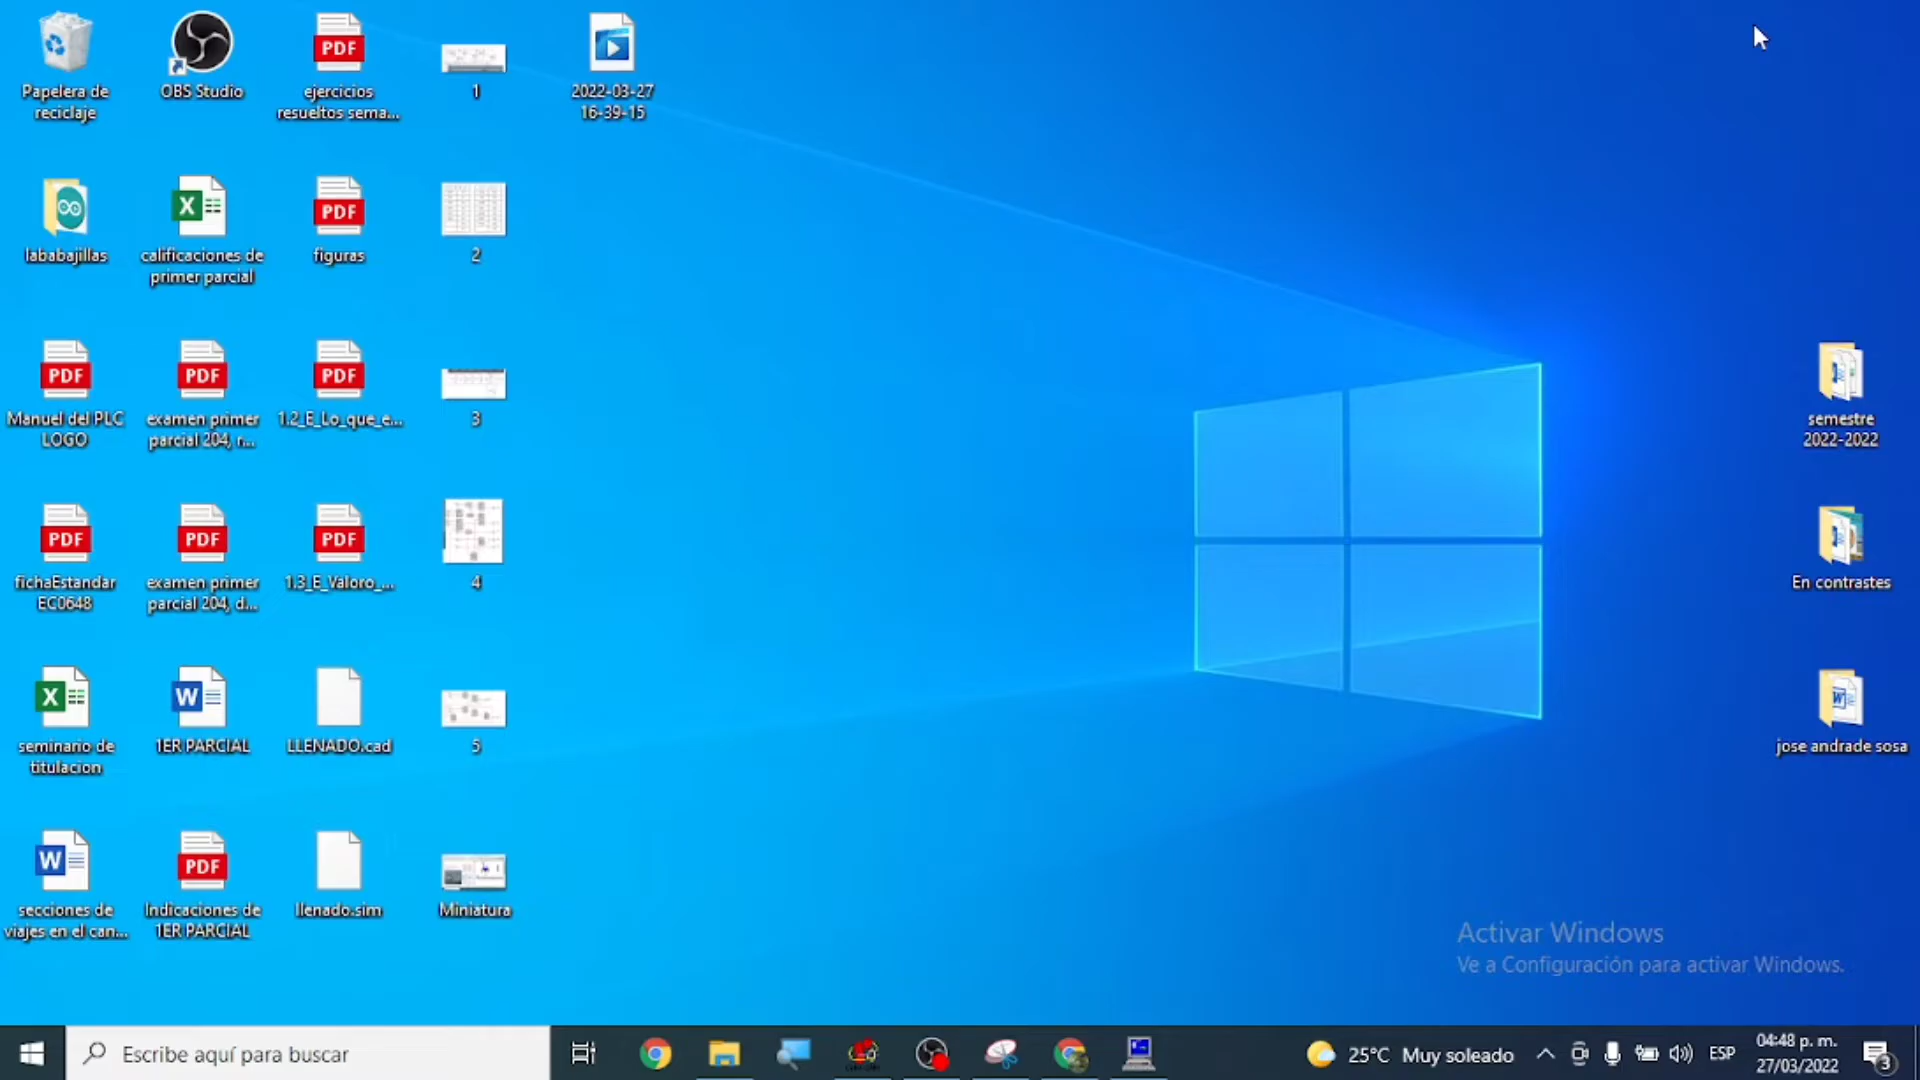 Papelera de
reciclaje
OBS Studio
PDF
ejercicios
resueltos sema...
1
2022-03-27
16-39-15
lababajillas
X
calificaciones de
primer parcial
PDF
figuras
2
PDF
Manuel del PLC
LOGO
PDF
examen primer
parcial 204, r...
PDF
1.2_E_Lo_que_e...
3
semestre
2022-2022
PDF
fichaEstandar
EC0648
PDF
examen primer
parcial 204, d...
PDF
1.3_E_Valoro_...
4
En contrastes
X
seminario de
titulacion
W
1ER PARCIAL
LLENADO.cad
5
W
jose andrade sosa
W
secciones de
viajes en el can...
PDF
Indicaciones de
1ER PARCIAL
llenado.sim
Miniatura
Activar Windows
Ve a Configuración para activar Windows.
Escribe aquí para buscar
25°C Muy soleado
ESP
04:48 p. m.
27/03/2022
3